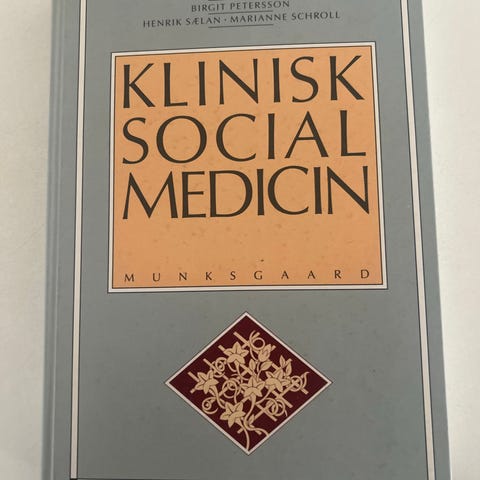 BIRGIT PETERSSON
HENRIK SÆLAN · MARIANNE SCHROLL
KLINISK
SOCIAL
MEDICIN
MUNKSGAARD